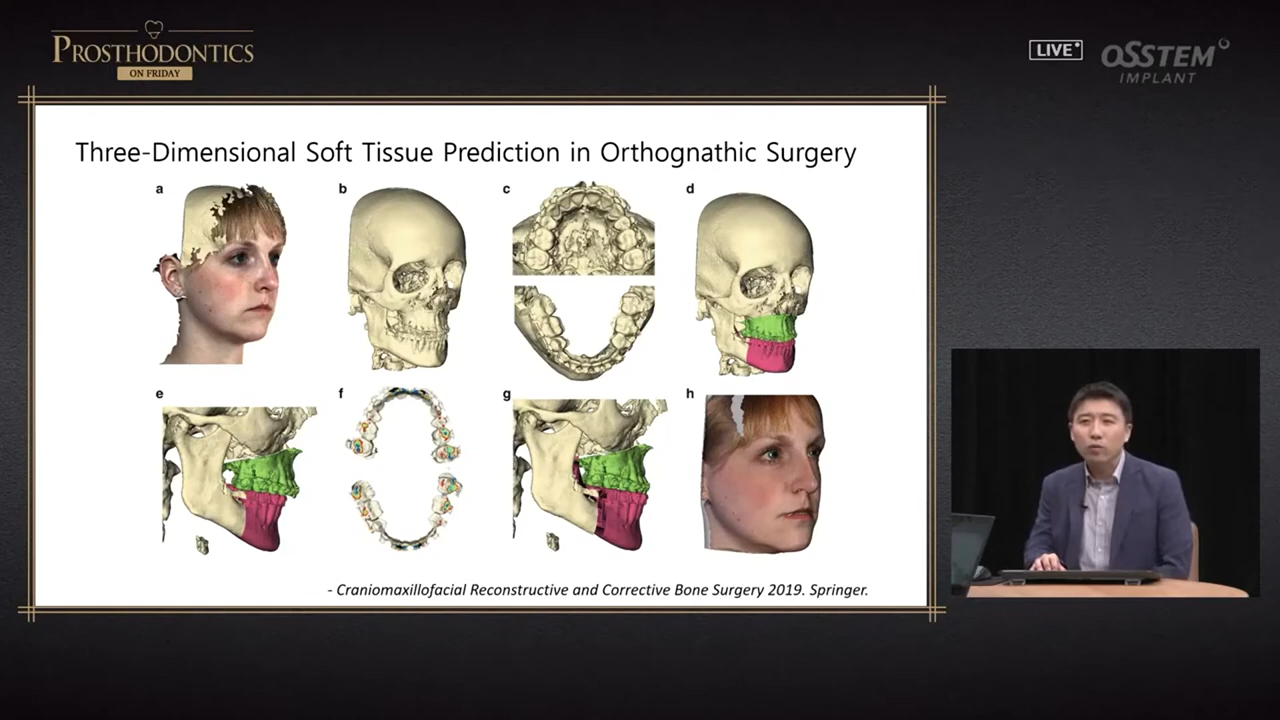 PROSTHODONTICS
ON FRIDAY
LIVE
OSSTEM
IMPLANT
Three-Dimensional Soft Tissue Prediction in Orthognathic Surgery
a
b
c
d
e
f
g
h
- Craniomaxillofacial Reconstructive and Corrective Bone Surgery 2019. Springer.